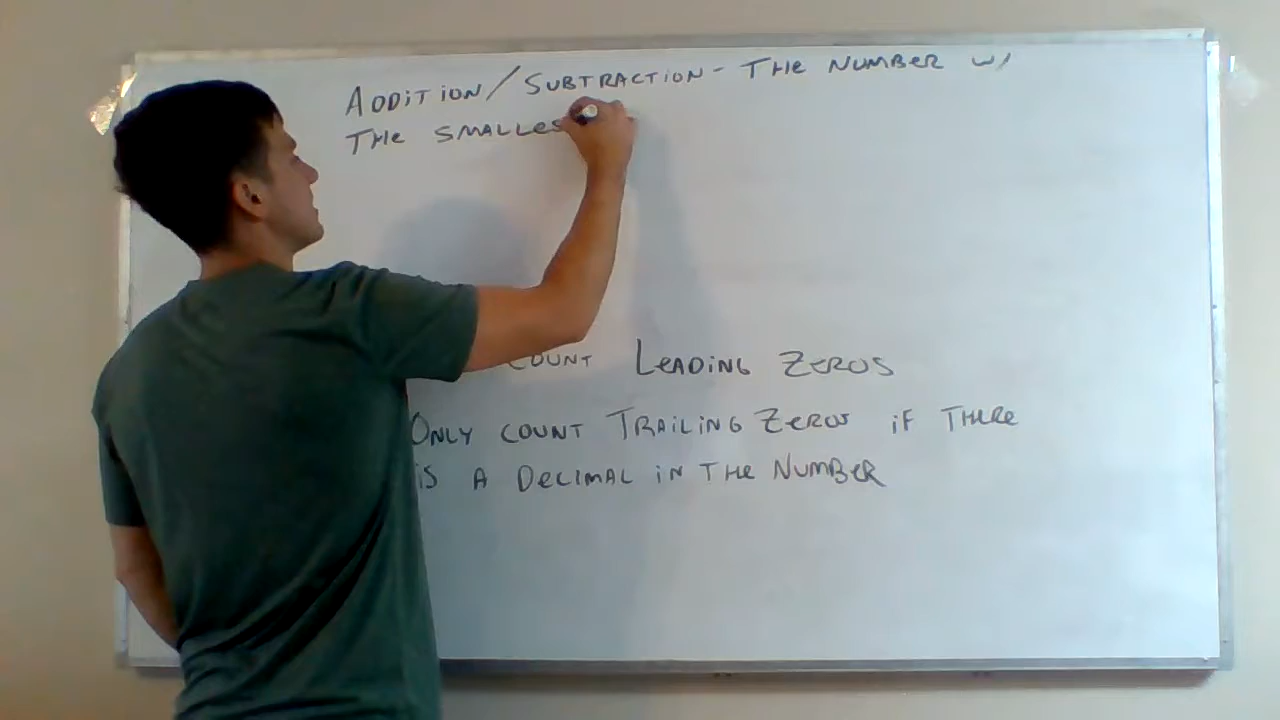 ADDITION/SUBTRACTION - THE NUMBER W/
THE SMALLES
COUNT LEADING ZEROS
ONLY COUNT TRAILING ZEROS IF THERE
IS A DECIMAL IN THE NUMBER